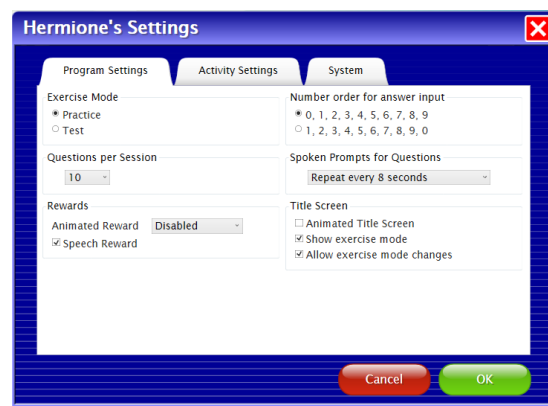 Hermione's Settings
Program Settings
Activity Settings
System
Exercise Mode
Practice
Test
Number order for answer input
0, 1, 2, 3, 4, 5, 6, 7, 8, 9
1, 2, 3, 4, 5, 6, 7, 8, 9, 0
Questions per Session
10
Spoken Prompts for Questions
Repeat every 8 seconds
Rewards
Animated Reward Disabled
Speech Reward
Title Screen
Animated Title Screen
Show exercise mode
Allow exercise mode changes
Cancel
OK